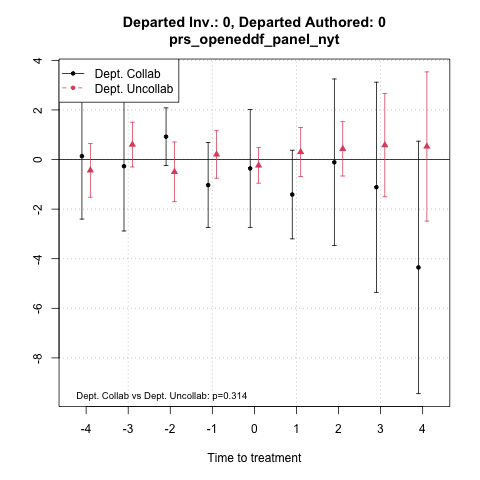 Departed Inv.: 0, Departed Authored: 0
prs_openeddf_panel_nyt
Dept. Collab
Dept. Uncollab
4
2
0
-2
-4
-6
-8
Dept. Collab vs Dept. Uncollab: p=0.314
-4 -3 -2 -1 0 1 2 3 4
Time to treatment